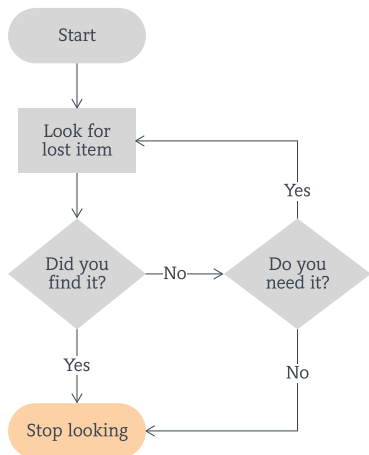 Start
Look for
lost item
Yes
Did you
find it?
No
Do you
need it?
Yes
No
Stop looking